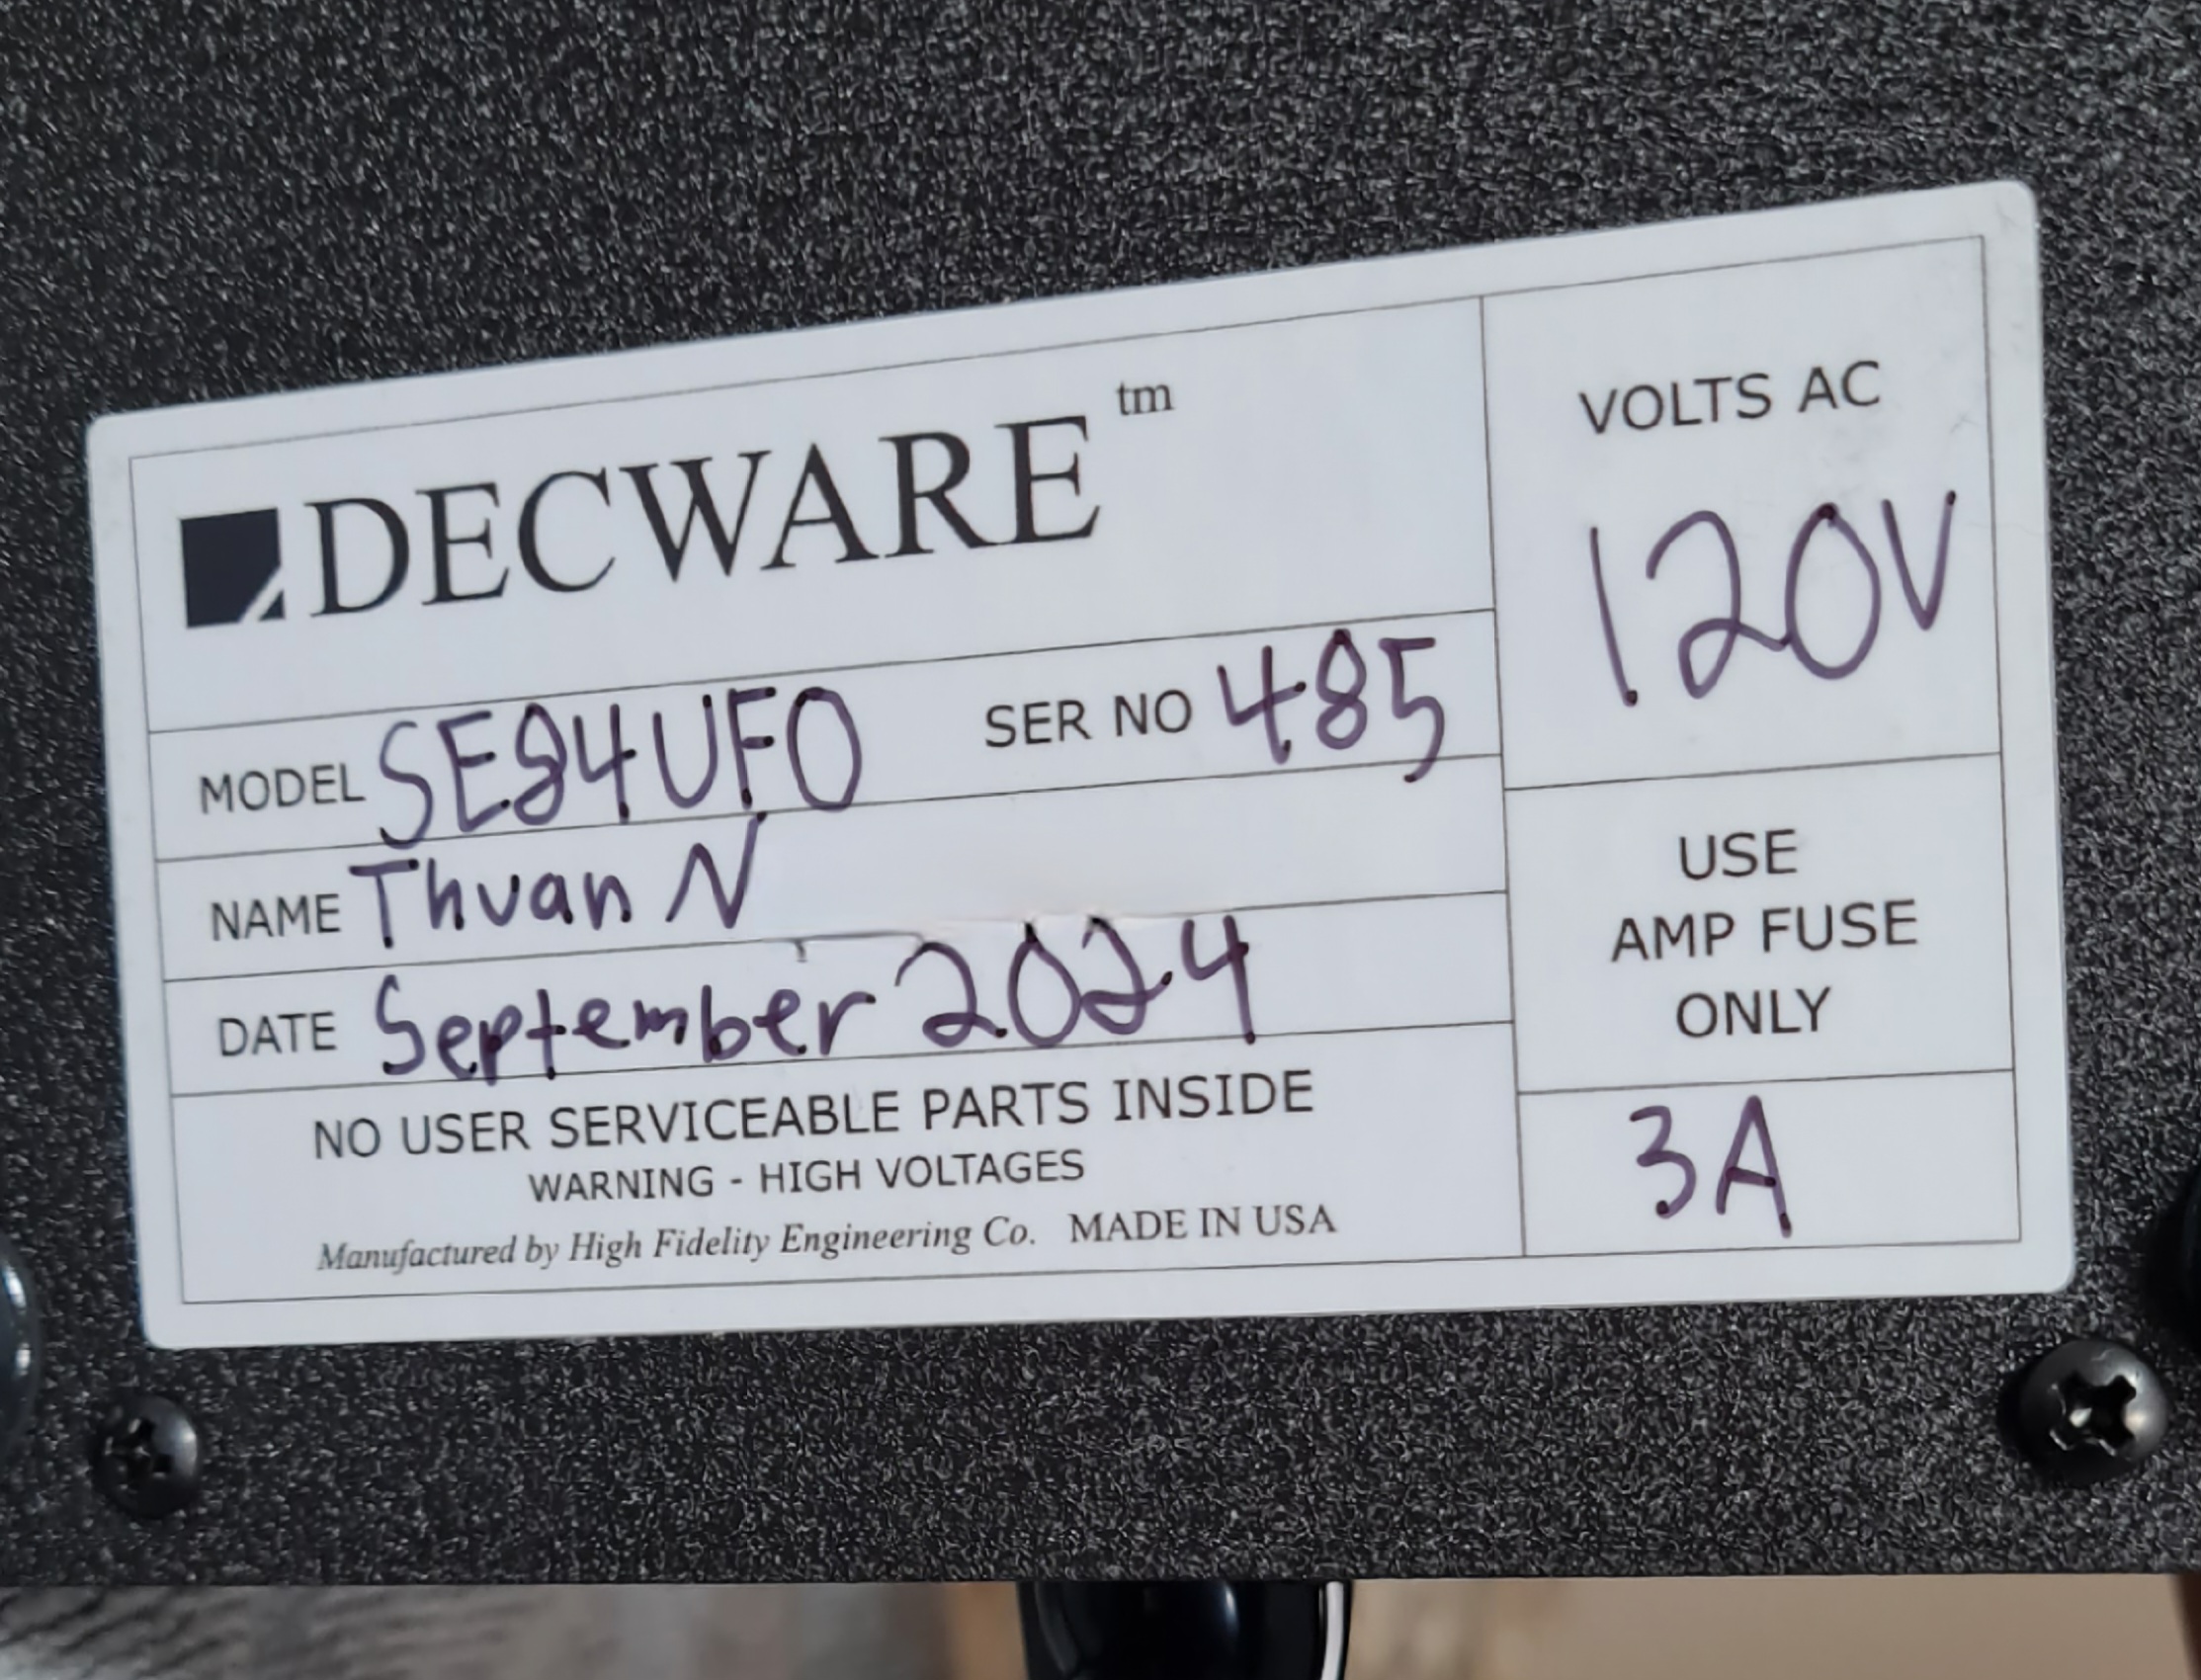 DECWARE tm
MODEL SE84UFO SER NO 485
NAME Thuan N
DATE September 2024
NO USER SERVICEABLE PARTS INSIDE
WARNING - HIGH VOLTAGES
Manufactured by High Fidelity Engineering Co. MADE IN USA
VOLTS AC
120V
USE
AMP FUSE
ONLY
3A